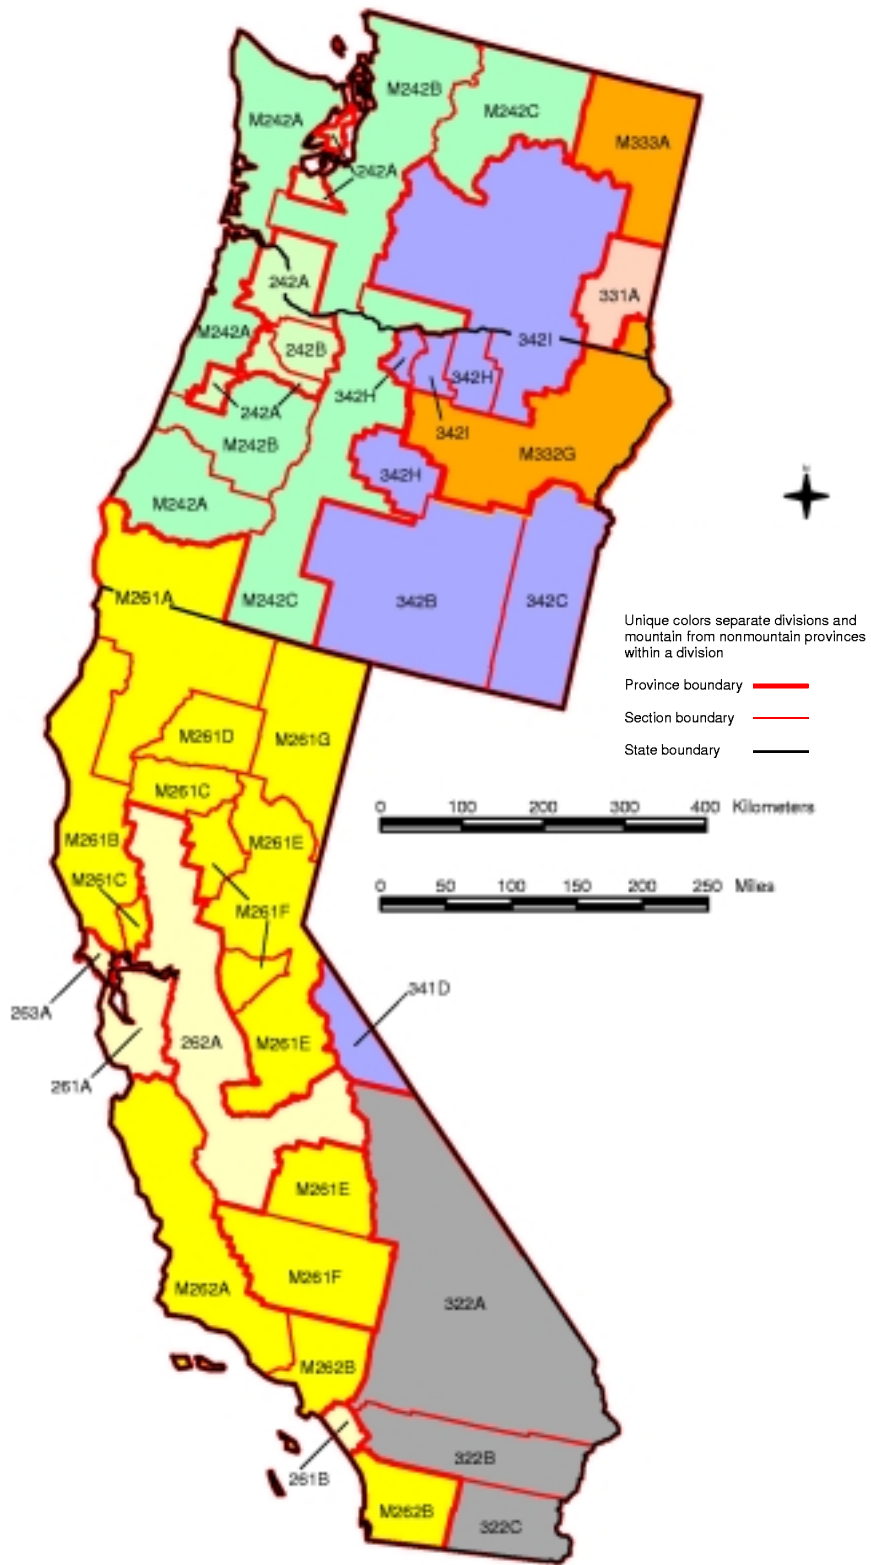 M242B
M242C
M242A
M333A
242A
242A
331A
M242A
342I
242B
342H
342H
242A
342I
M242B
M332G
342H
M242A
M261A
M242C
342B
342C
Unique colors separate divisions and
mountain from nonmountain provinces
within a division
Province boundary
Section boundary
State boundary
M261D
M261G
M261C
0 100 200 300 400 Kilometers
M261B
M261E
M261C
0 50 100 150 200 250 Miles
M261F
341D
263A
262A
M261E
261A
M261E
M261F
M262A
322A
M262B
322B
261B
M262B
322C